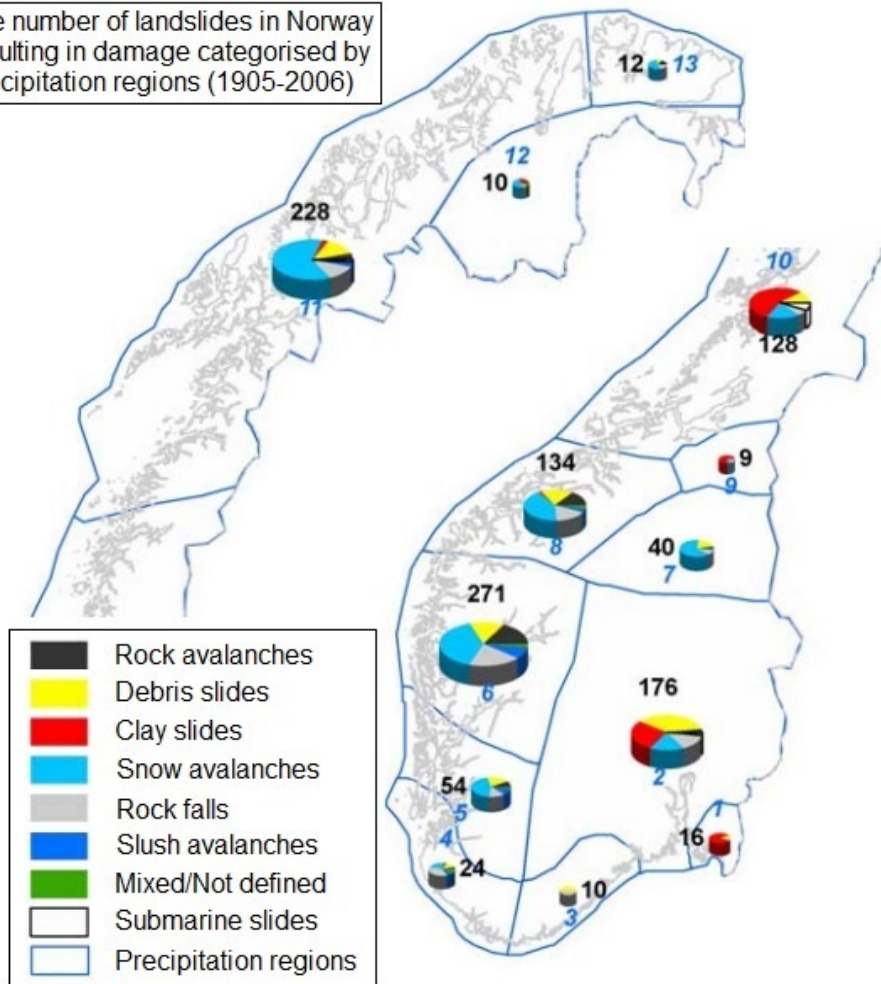 e number of landslides in Norway
ulting in damage categorised by
cipitation regions (1905-2006)
12 13
12
10
228
11
10
128
134
8
9
9
40
7
271
6
176
2
54
5
4
24
1
16
10
3
Rock avalanches
Debris slides
Clay slides
Snow avalanches
Rock falls
Slush avalanches
Mixed/Not defined
Submarine slides
Precipitation regions